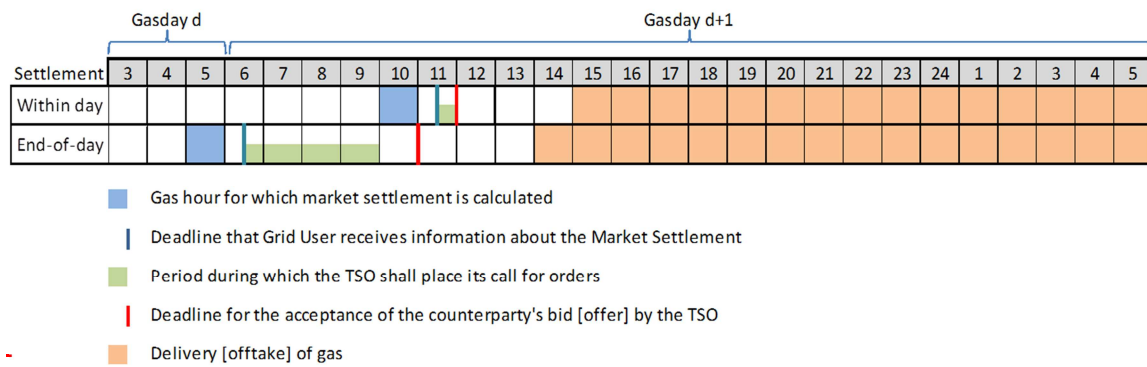 Gasday d Gasday d+1
Settlement 3 4 5 6 7 8 9 10 11 12 13 14 15 16 17 18 19 20 21 22 23 24 1 2 3 4 5
Within day
End-of-day
Gas hour for which market settlement is calculated
Deadline that Grid User receives information about the Market Settlement
Period during which the TSO shall place its call for orders
Deadline for the acceptance of the counterparty's bid [offer] by the TSO
Delivery [offtake] of gas